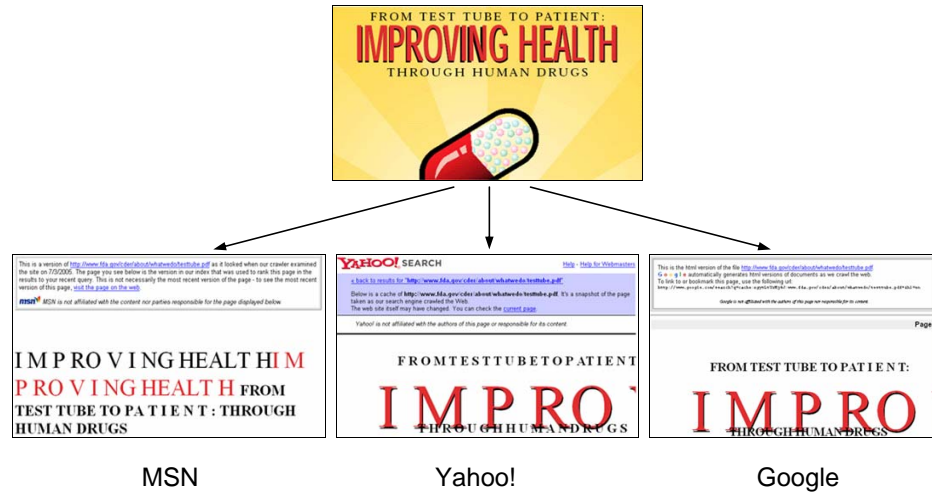 FROM TEST TUBE TO PATIENT:
IMPROVING HEALTH
THROUGH HUMAN DRUGS
This is a version of http://www.fda.gov/cder/about/whatwedo/testtube.pdf as it looked when our crawler examined
the site on 7/3/2005. The page you see below is the version in our index that was used to rank this page in the
results to your recent query. This is not necessarily the most recent version of the page - to see the most recent
version of this page, visit the page on the web.
msn MSN is not affiliated with the content nor parties responsible for the page displayed below.
I M P RO V I NG HEALT HI M
P RO V I NG HEALT H FROM
TEST TUBE TO PA T I E N T : THROUGH
HUMAN DRUGS
YAHOO! SEARCH
Help - Help for Webmasters
« back to results for "http://www.fda.gov/cder/about/whatwedo/testtube.pdf"
Below is a cache of http://www.fda.gov/cder/about/whatwedo/testtube.pdf. It's a snapshot of the page
taken as our search engine crawled the Web.
The web site itself may have changed. You can check the current page.
Yahoo! is not affiliated with the authors of this page or responsible for its content.
F R O M T E S T T U B E T O P A T I E N T
I M P RO V
T H R O U G H H U M A N D R U G S
This is the html version of the file http://www.fda.gov/cder/about/whatwedo/testtube.pdf.
G o o g l e automatically generates html versions of documents as we crawl the web.
To link to or bookmark this page, use the following url:
Google is not affiliated with the authors of this page nor responsible for its content.
Page
FROM TEST TUBE TO PAT I E N T:
I M P RO
THROUGH HUMAN DRUGS
MSN
Yahoo!
Google